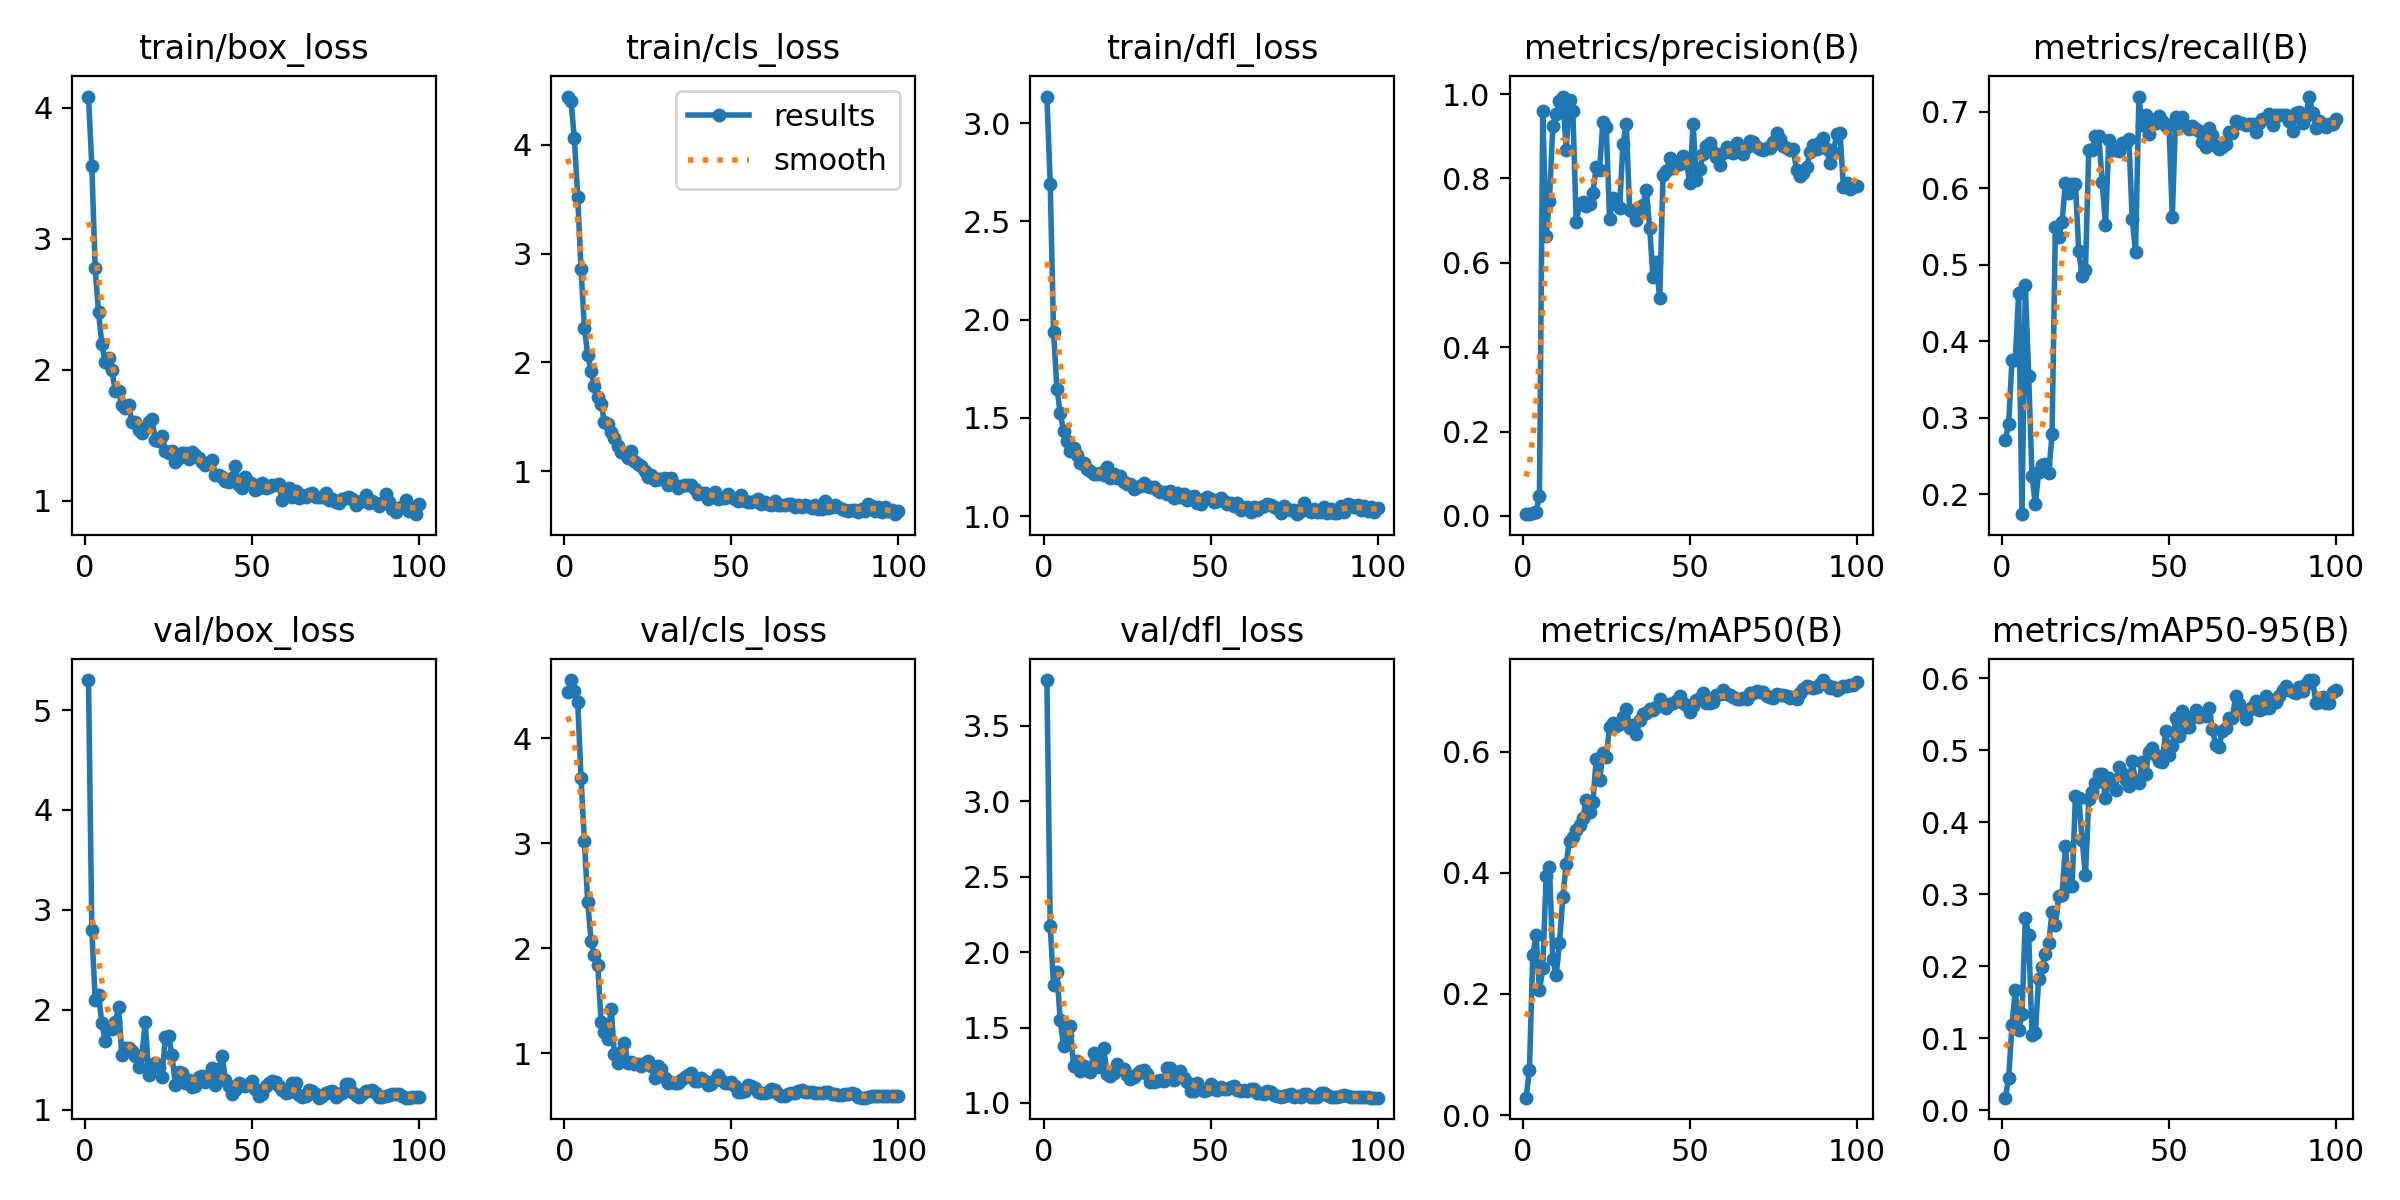 train/box_loss
4
3
2
1
0 50 100
train/cls_loss
results
smooth
4
3
2
1
0 50 100
train/dfl_loss
3.0
2.5
2.0
1.5
1.0
0 50 100
metrics/precision(B)
1.0
0.8
0.6
0.4
0.2
0.0
0 50 100
metrics/recall(B)
0.7
0.6
0.5
0.4
0.3
0.2
0 50 100
val/box_loss
5
4
3
2
1
0 50 100
val/cls_loss
4
3
2
1
0 50 100
val/dfl_loss
3.5
3.0
2.5
2.0
1.5
1.0
0 50 100
metrics/mAP50(B)
0.6
0.4
0.2
0.0
0 50 100
metrics/mAP50-95(B)
0.6
0.5
0.4
0.3
0.2
0.1
0.0
0 50 100